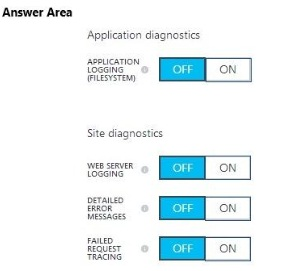 Answer Area
Application diagnostics
APPLICATION
LOGGING
(FILESYSTEM)
OFF ON
Site diagnostics
WEB SERVER
LOGGING
OFF ON
DETAILED
ERROR
MESSAGES
OFF ON
FAILED
REQUEST
TRACING
OFF ON